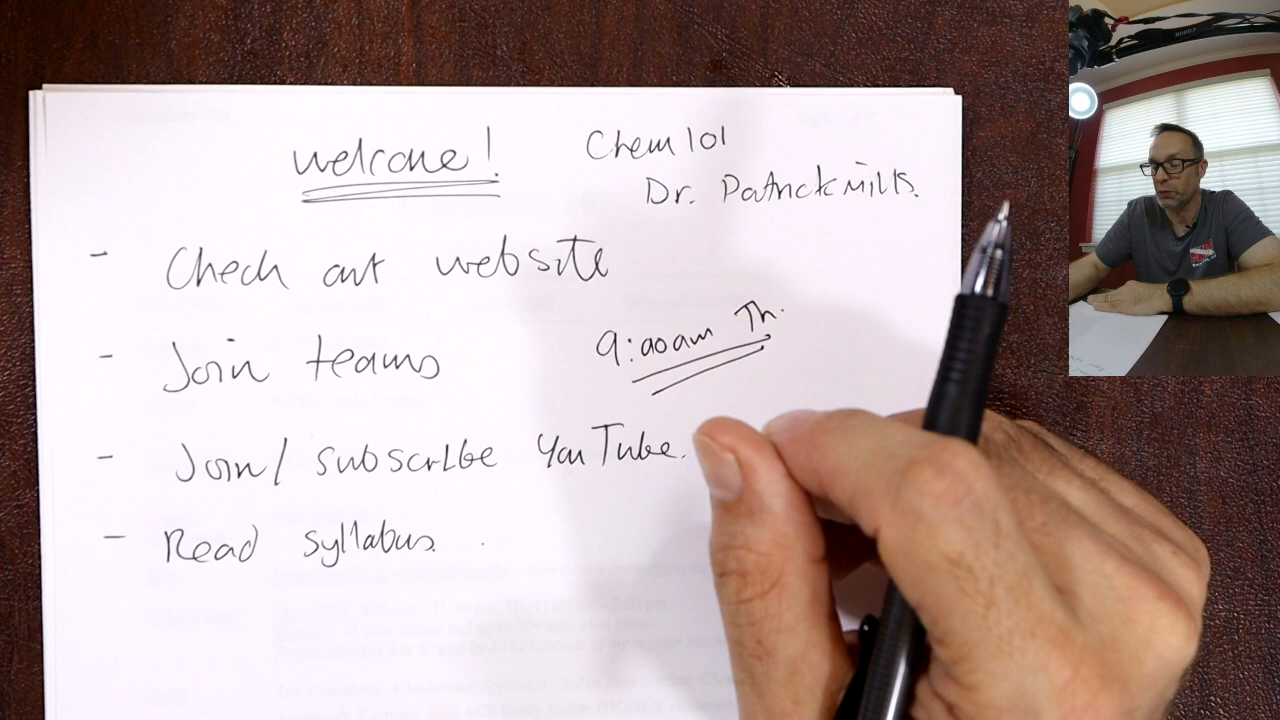 welcome!
Chem 101
Dr. Patrick Mills.
- Check out website
- Join teams
9:00am Th.
- Join/ subscribe YouTube.
- Read syllabus.